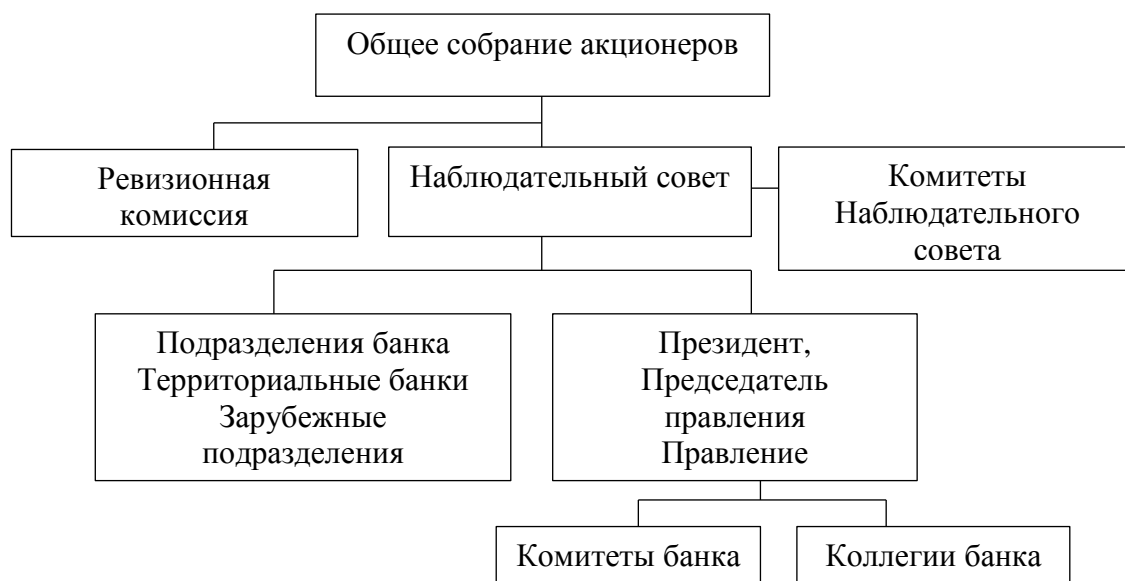 Общее собрание акционеров
Ревизионная
комиссия
Наблюдательный совет
Комитеты
Наблюдательного
совета
Подразделения банка
Территориальные банки
Зарубежные
подразделения
Президент,
Председатель
правления
Правление
Комитеты банка
Коллегии банка